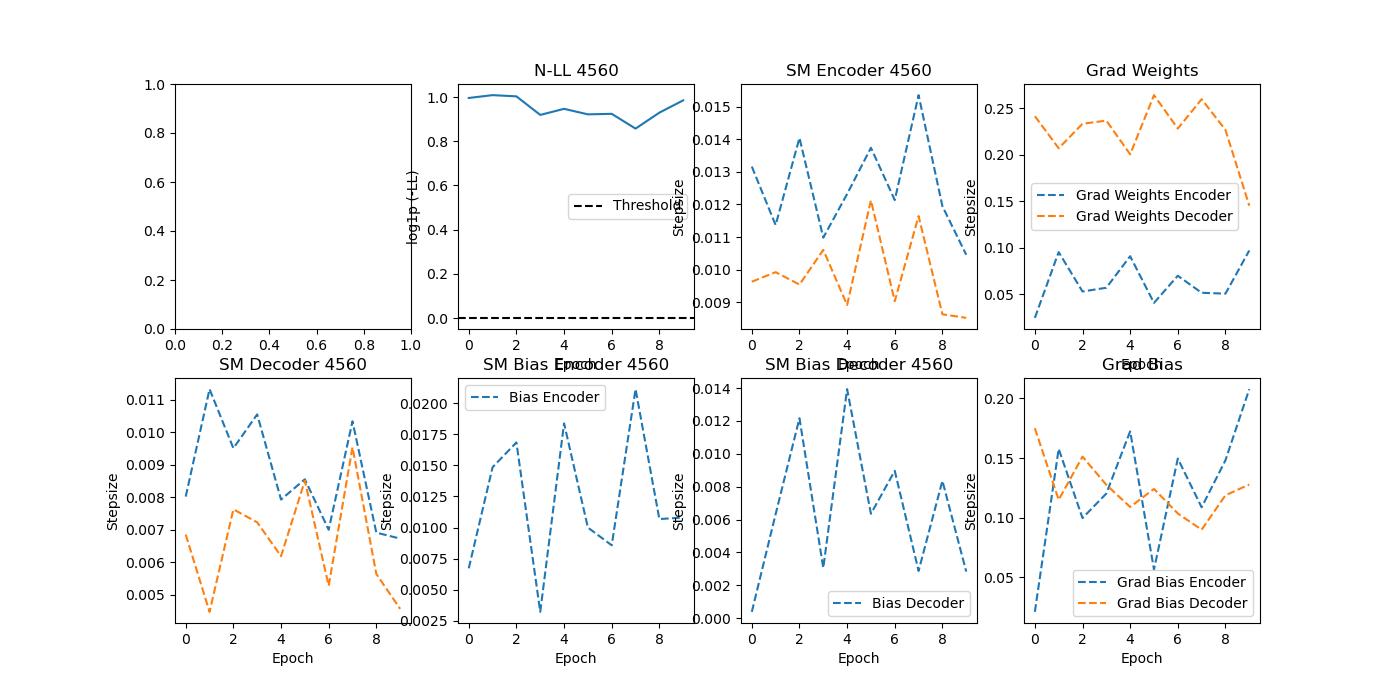 1.0
0.8
0.6
0.4
0.2
0.0
0.0 0.2 0.4 0.6 0.8 1.0
N-LL 4560
log1p (-LL)
1.0
0.8
0.6
0.4
0.2
0.0
Threshold
0 2 4 6 8
Epoch
SM Encoder 4560
Stepsize
0.015
0.014
0.013
0.012
0.011
0.010
0.009
0 2 4 6 8
Epoch
Grad Weights
Stepsize
0.25
0.20
0.10
0.05
Grad Weights Encoder
Grad Weights Decoder
0 2 4 6 8
Epoch
SM Decoder 4560
Stepsize
0.011
0.010
0.009
0.008
0.007
0.006
0.005
0 2 4 6 8
Epoch
SM Bias Encoder 4560
Stepsize
0.0200
0.0175
0.0150
0.0125
0.0100
0.0075
0.0050
0.0025
Bias Encoder
0 2 4 6 8
Epoch
SM Bias Decoder 4560
Stepsize
0.014
0.012
0.010
0.008
0.006
0.004
0.002
0.000
Bias Decoder
0 2 4 6 8
Epoch
Grad Bias
Stepsize
0.20
0.15
0.10
0.05
Grad Bias Encoder
Grad Bias Decoder
0 2 4 6 8
Epoch